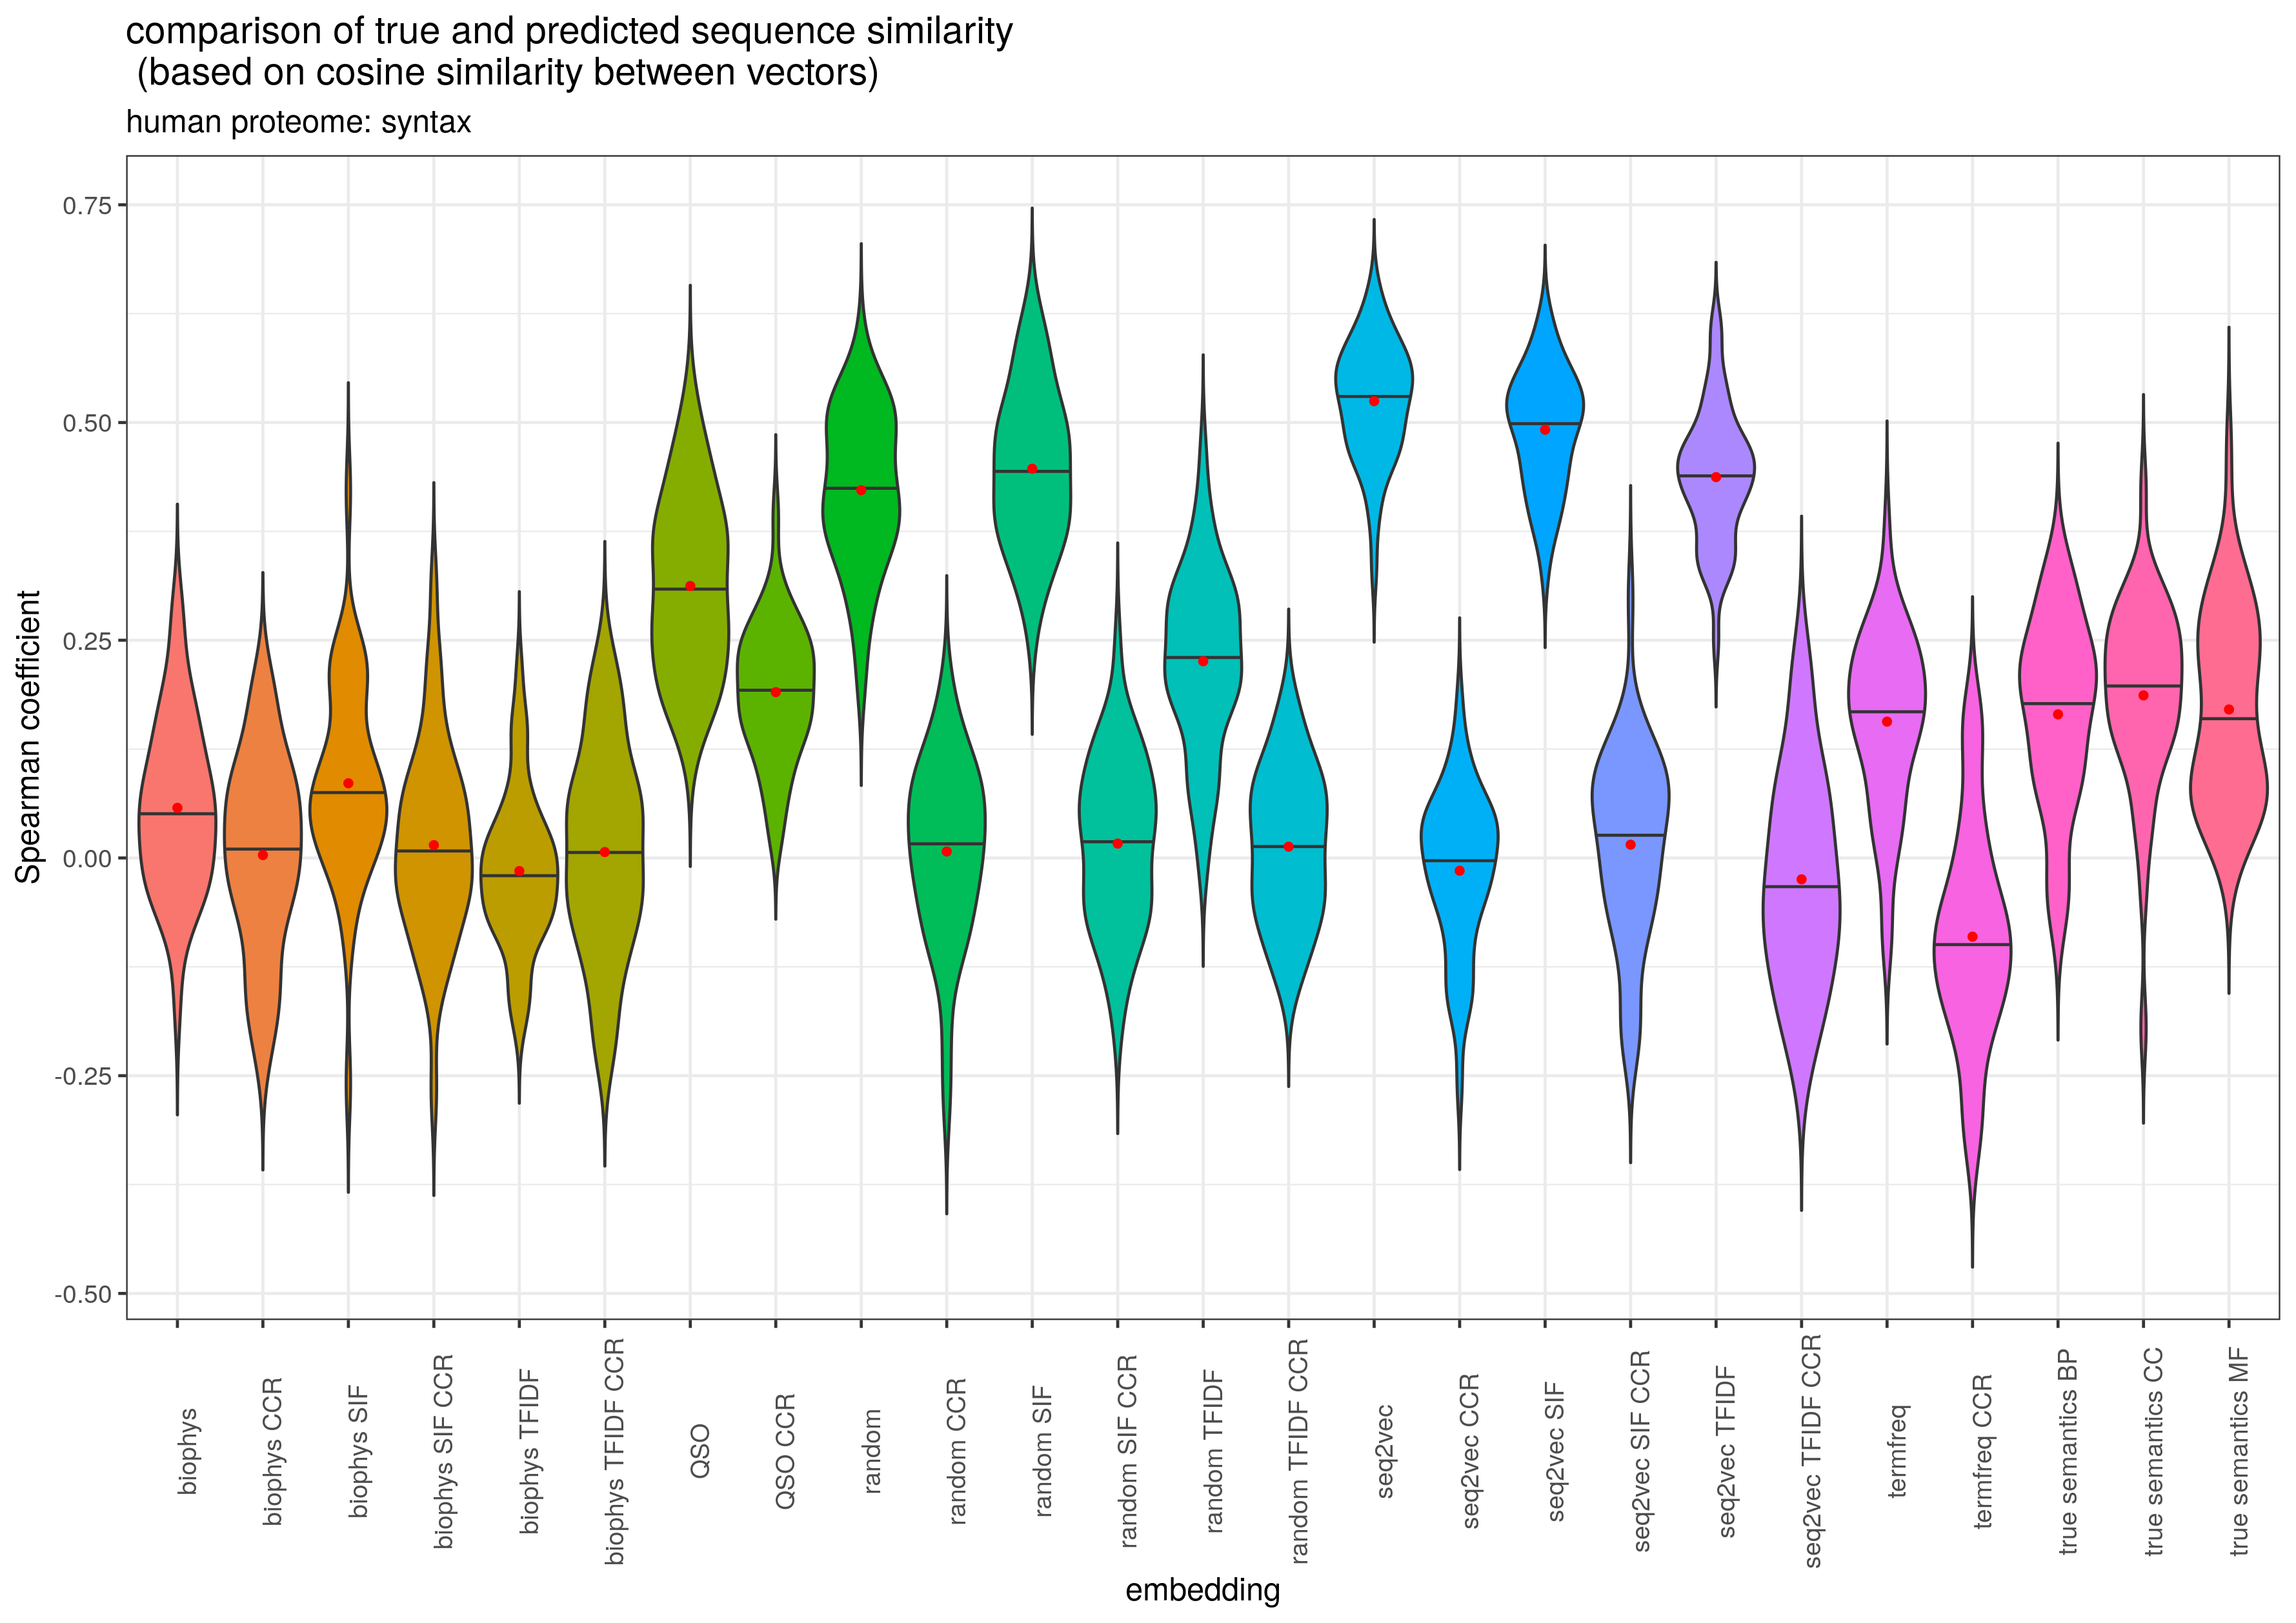 comparison of true and predicted sequence similarity
(based on cosine similarity between vectors)
human proteome: syntax
Spearman coefficient
0.75
0.50
0.25
0.00
-0.25
-0.50
biophys
biophys CCR
biophys SIF
biophys SIF CCR
biophys TFIDF
biophys TFIDF CCR
QSO
QSO CCR
random
random CCR
random SIF
random SIF CCR
random TFIDF
random TFIDF CCR
seq2vec
seq2vec CCR
seq2vec SIF
seq2vec SIF CCR
seq2vec TFIDF
seq2vec TFIDF CCR
termfreq
termfreq CCR
true semantics BP
true semantics CC
true semantics MF
embedding